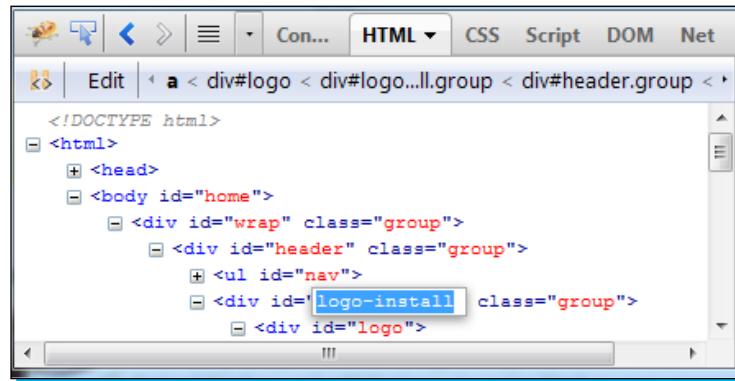 Con... HTML CSS Script DOM Net
Edit a < div#logo < div#logo...ll.group < div#header.group <
<!DOCTYPE html>
<html>
<head>
<body id="home">
<div id="wrap" class="group">
<div id="header" class="group">
<ul id="nav">
<div id="logo-install class="group">
<div id="logo">